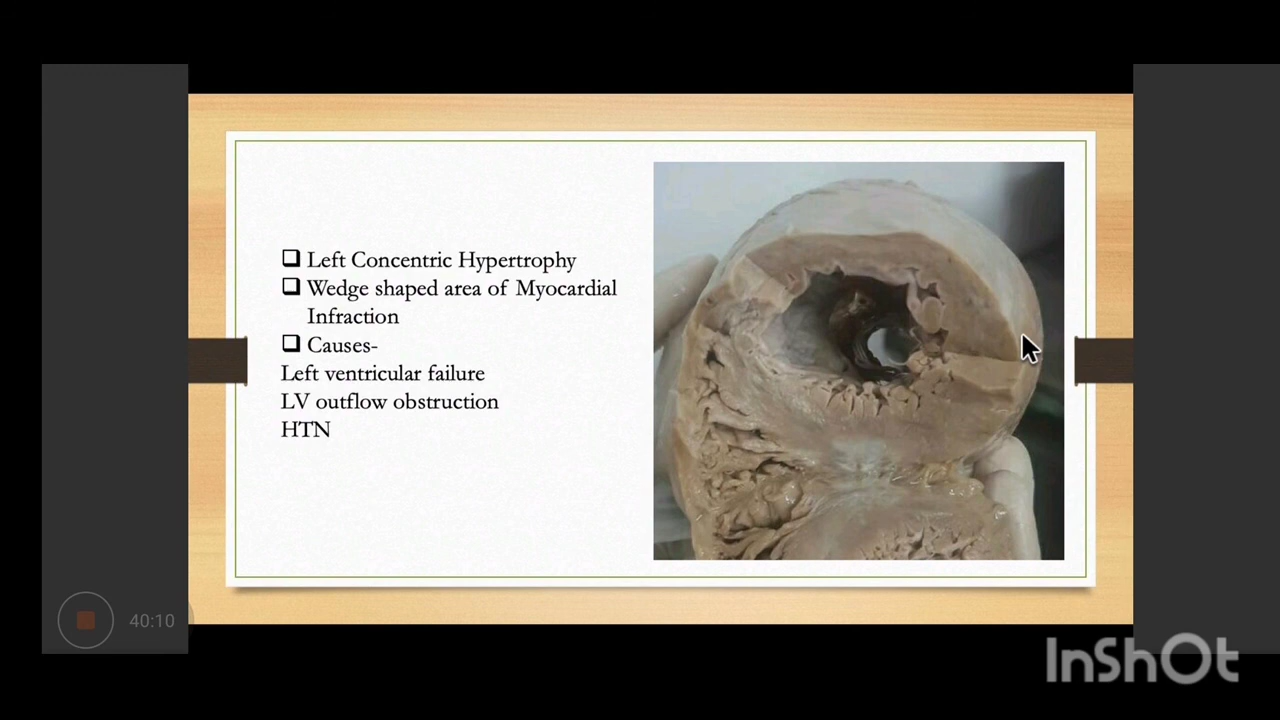 Left Concentric Hypertrophy
Wedge shaped area of Myocardial
Infraction
Causes-
Left ventricular failure
LV outflow obstruction
HTN
40:10
InShOt